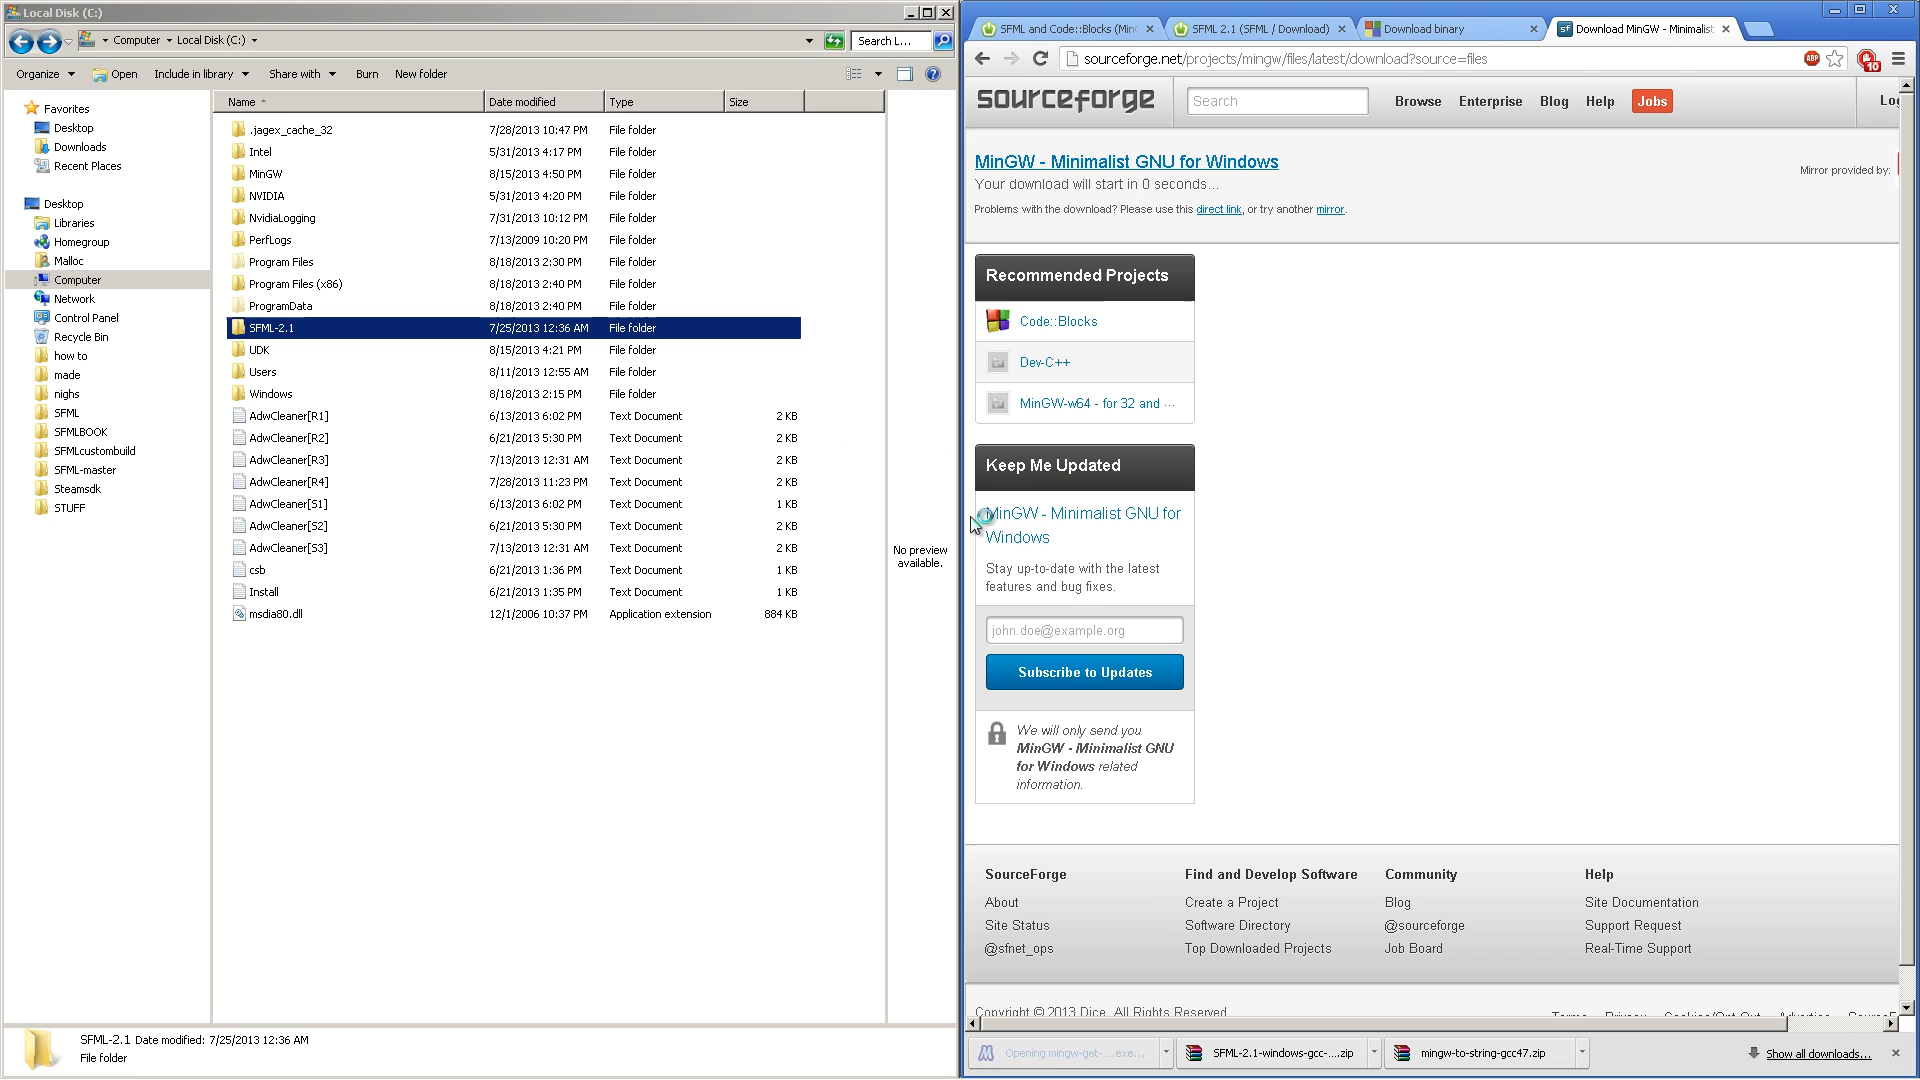 Local Disk (C:)
Computer Local Disk (C:)
Search L...
Organize Open Include in library Share with Burn New folder
Favorites
Desktop
Downloads
Recent Places
Desktop
Libraries
Homegroup
Malloc
Computer
Network
Control Panel
Recycle Bin
how to
made
nighs
SFML
SFMLBOOK
SFMLcustombuild
SFML-master
Steamsdk
STUFF
Name Date modified Type Size
.jagex_cache_32 7/28/2013 10:47 PM File folder
Intel 5/31/2013 4:17 PM File folder
MinGW 8/15/2013 4:50 PM File folder
NVIDIA 5/31/2013 4:20 PM File folder
NvidiaLogging 7/31/2013 10:12 PM File folder
PerfLogs 7/13/2009 10:20 PM File folder
Program Files 8/18/2013 2:30 PM File folder
Program Files (x86) 8/18/2013 2:40 PM File folder
ProgramData 8/18/2013 2:40 PM File folder
SFML-2.1 7/25/2013 12:36 AM File folder
UDK 8/15/2013 4:21 PM File folder
Users 8/11/2013 12:55 AM File folder
Windows 8/18/2013 2:15 PM File folder
AdwCleaner[R1] 6/13/2013 6:02 PM Text Document 2 KB
AdwCleaner[R2] 6/21/2013 5:30 PM Text Document 2 KB
AdwCleaner[R3] 7/13/2013 12:31 AM Text Document 2 KB
AdwCleaner[R4] 7/28/2013 11:23 PM Text Document 2 KB
AdwCleaner[S1] 6/13/2013 6:02 PM Text Document 1 KB
AdwCleaner[S2] 6/21/2013 5:30 PM Text Document 2 KB
AdwCleaner[S3] 7/13/2013 12:31 AM Text Document 2 KB
csb 6/21/2013 1:36 PM Text Document 1 KB
Install 6/21/2013 1:35 PM Text Document 1 KB
msdia80.dll 12/1/2006 10:37 PM Application extension 884 KB
No preview
available.
SFML-2.1 Date modified: 7/25/2013 12:36 AM
File folder
SFML and Code::Blocks (Min SFML 2.1 (SFML / Download) Download binary Download MinGW - Minimalist
sourceforge.net/projects/mingw/files/latest/download?source=files
ABP
10
sourceforge Search Browse Enterprise Blog Help Jobs Lo
MinGW - Minimalist GNU for Windows
Your download will start in 0 seconds...
Mirror provided by:
Problems with the download? Please use this direct link, or try another mirror.
Recommended Projects
Code::Blocks
Dev-C++
MinGW-w64 - for 32 and ...
Keep Me Updated
MinGW - Minimalist GNU for
Windows
Stay up-to-date with the latest
features and bug fixes.
john.doe@example.org
Subscribe to Updates
We will only send you
MinGW - Minimalist GNU
for Windows related
information.
SourceForge Find and Develop Software Community Help
About Create a Project Blog Site Documentation
Site Status Software Directory @sourceforge Support Request
@sfnet_ops Top Downloaded Projects Job Board Real-Time Support
Copyright © 2013 Dice. All Rights Reserved.
Opening mingw-get-....exe... SFML-2.1-windows-gcc-....zip mingw-to-string-gcc47.zip Show all downloads...